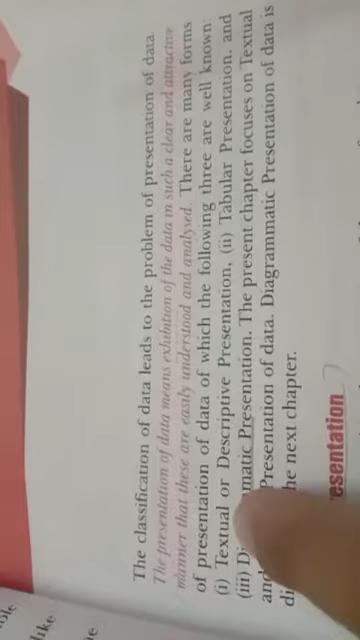 The classification of data leads to the problem of presentation of data.
The presentation of data means exhibition of the data in such a clear and attractive
manner that these are easily understood and analysed. There are many forms
of presentation of data of which the following three are well known:
(i) Textual or Descriptive Presentation, (ii) Tabular Presentation, and
(iii) Di matic Presentation. The present chapter focuses on Textual
and Presentation of data. Diagrammatic Presentation of data is
di he next chapter.
esentation
ole
like
ne